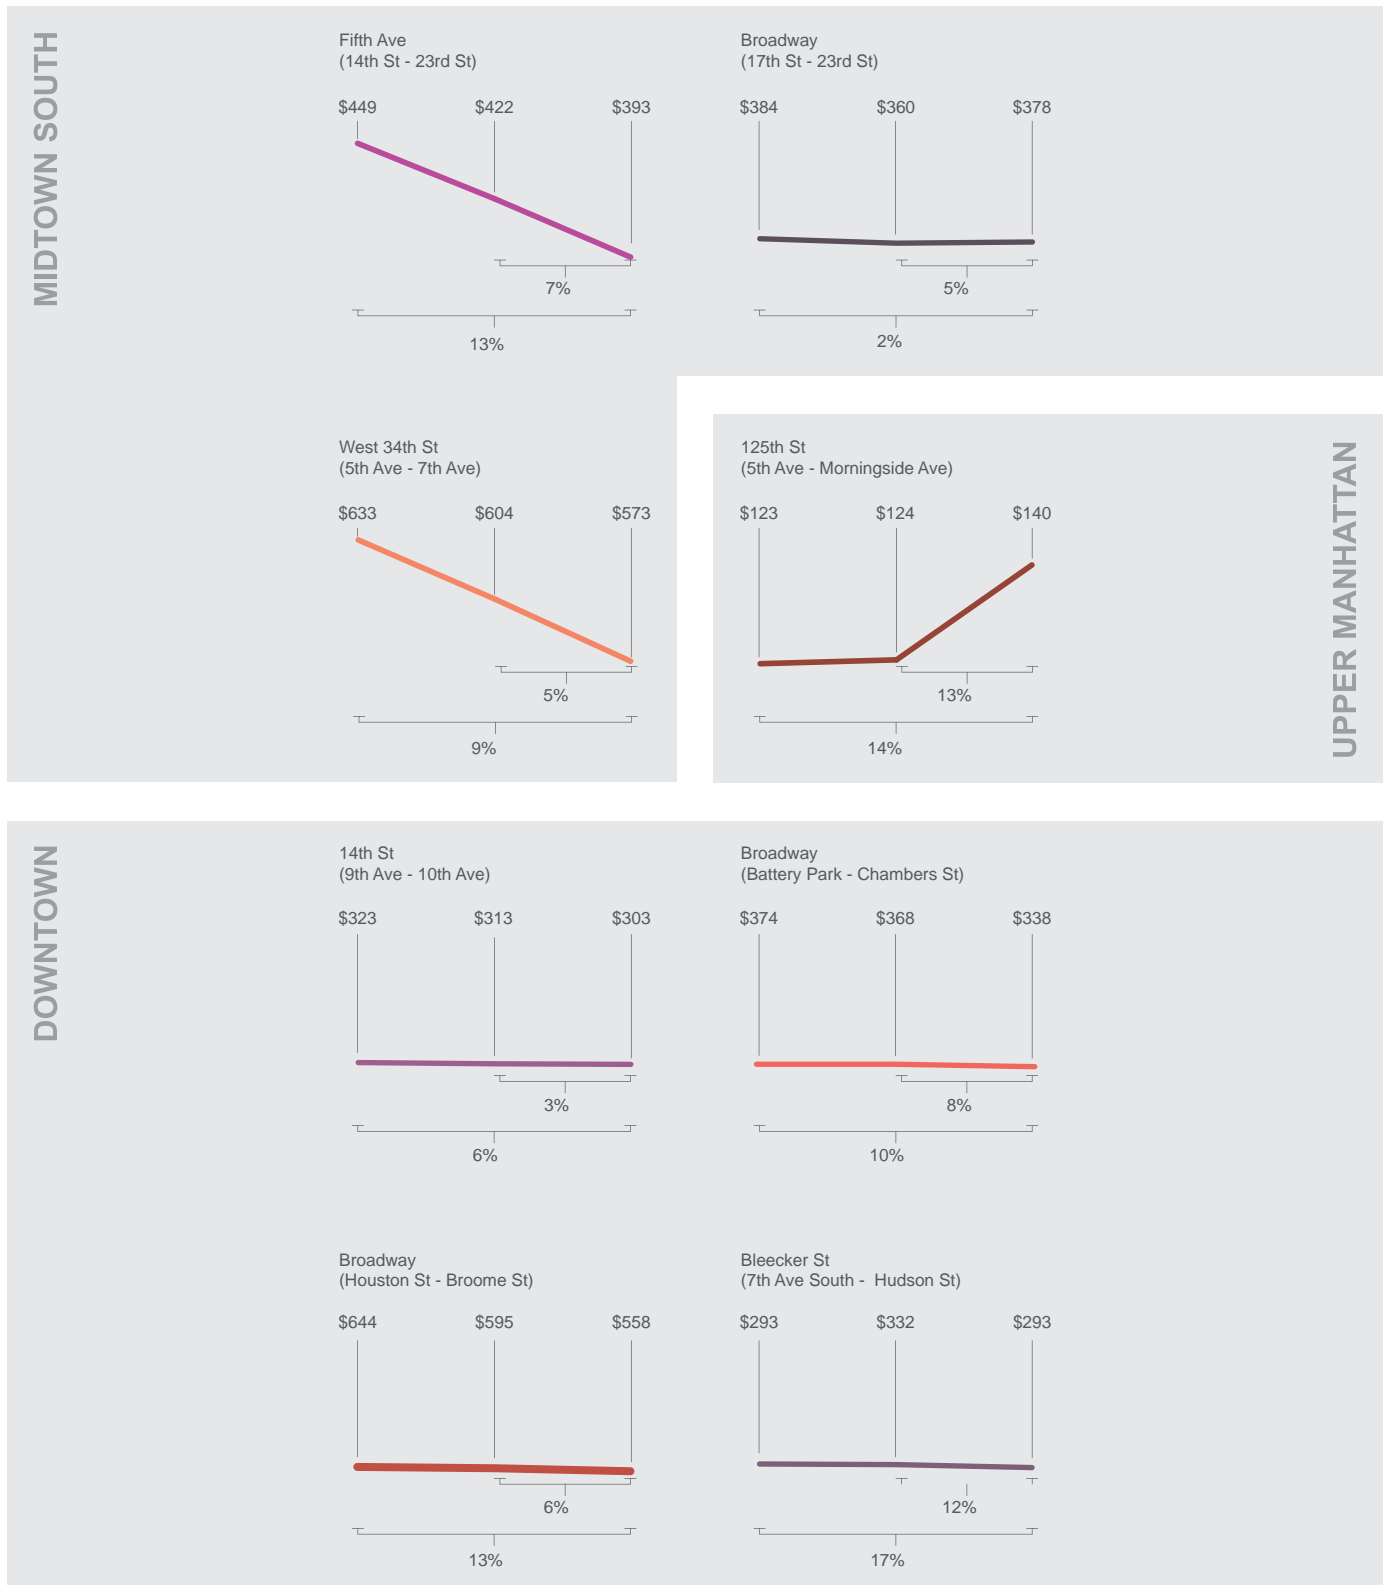 MIDTOWN SOUTH
Fifth Ave
(14th St - 23rd St)
$449 $422 $393
7%
13%
Broadway
(17th St - 23rd St)
$384 $360 $378
5%
2%
West 34th St
(5th Ave - 7th Ave)
$633 $604 $573
5%
9%
UPPER MANHATTAN
125th St
(5th Ave - Morningside Ave)
$123 $124 $140
13%
14%
DOWNTOWN
14th St
(9th Ave - 10th Ave)
$323 $313 $303
3%
6%
Broadway
(Battery Park - Chambers St)
$374 $368 $338
8%
10%
Broadway
(Houston St - Broome St)
$644 $595 $558
6%
13%
Bleecker St
(7th Ave South - Hudson St)
$293 $332 $293
12%
17%